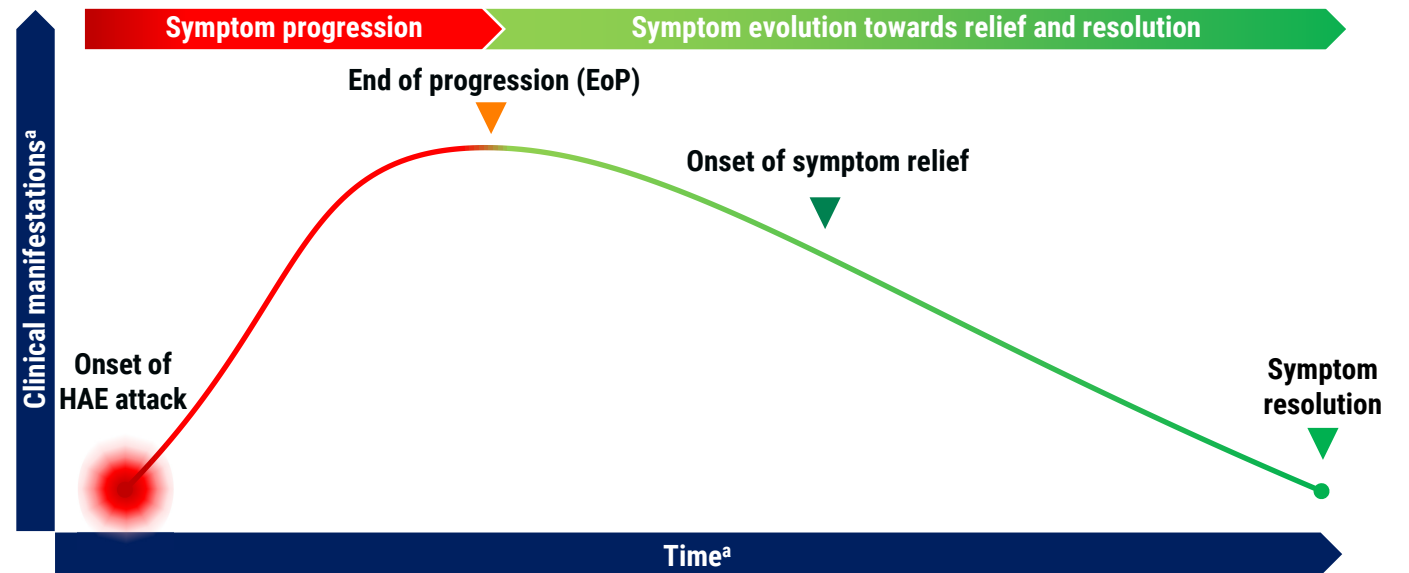 Symptom progression
Symptom evolution towards relief and resolution
End of progression (EoP)
Onset of symptom relief
Clinical manifestationsᵃ
Onset of
HAE attack
Symptom
resolution
Timeᵃ